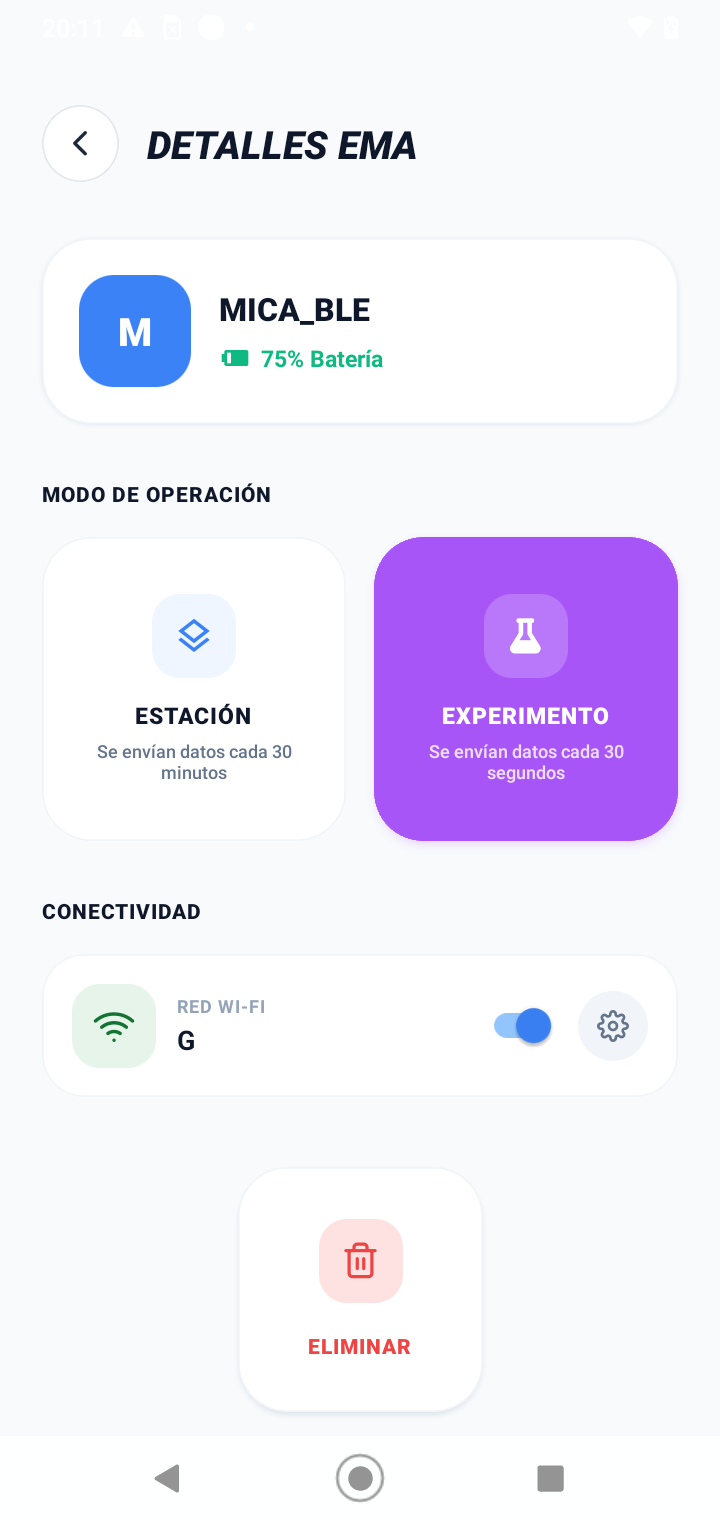 20:11
DETALLES EMA
M
MICA_BLE
75% Batería
MODO DE OPERACIÓN
ESTACIÓN
Se envían datos cada 30
minutos
EXPERIMENTO
Se envían datos cada 30
segundos
CONECTIVIDAD
RED WI-FI
G
ELIMINAR